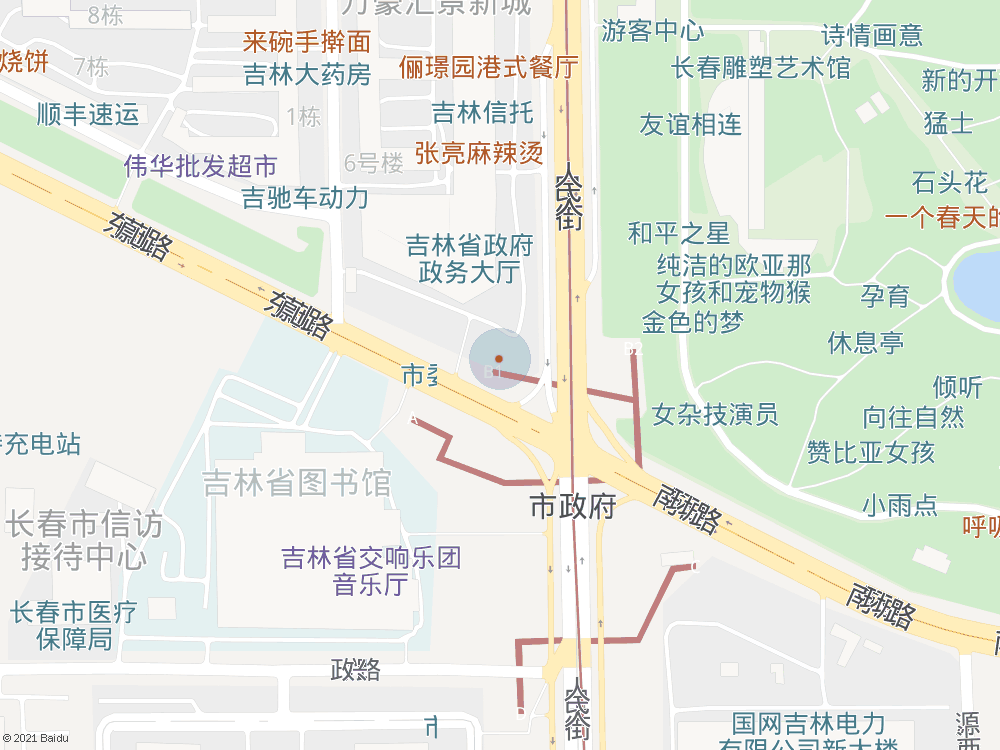 万豪汇景新城
8栋
来碗手擀面
烧饼
7栋
吉林大药房
俪璟园港式餐厅
游客中心
诗情画意
长春雕塑艺术馆
新的开
顺丰速运
1栋
吉林信托
友谊相连
猛士
张亮麻辣烫
6号楼
伟华批发超市
吉驰车动力
人民大街
石头花
一个春天的
和平之星
吉林省政府
政务大厅
纯洁的欧亚那
女孩和宠物猴
孕育
金色的梦
休息亭
倾听
女杂技演员
向往自然
充电站
赞比亚女孩
吉林省图书馆
小雨点
市政府
长春市信访
接待中心
呼吸
吉林省交响乐团
音乐厅
长春市医疗
保障局
人民大街
国网吉林电力
有限公司新大楼
© 2021 Baidu